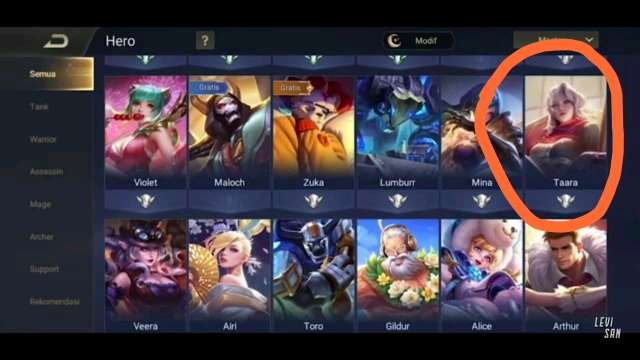 Hero
?
Modif
Master
Semua
Tank
Warrior
Assassin
Mage
Archer
Support
Rekomendasi
Gratis
Gratis
Violet
Maloch
Zuka
Lumburr
Mina
Taara
Veera
Airi
Toro
Gildur
Alice
Arthur
LEVI
SAN